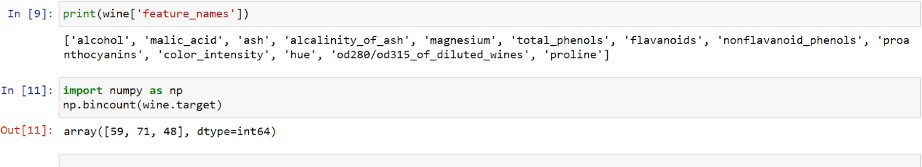 In [9]: print(wine['feature_names'])
['alcohol', 'malic_acid', 'ash', 'alcalinity_of_ash', 'magnesium', 'total_phenols', 'flavanoids', 'nonflavanoid_phenols', 'proa
nthocyanins', 'color_intensity', 'hue', 'od280/od315_of_diluted_wines', 'proline']
In [11]: import numpy as np
np.bincount(wine.target)
Out[11]: array([59, 71, 48], dtype=int64)